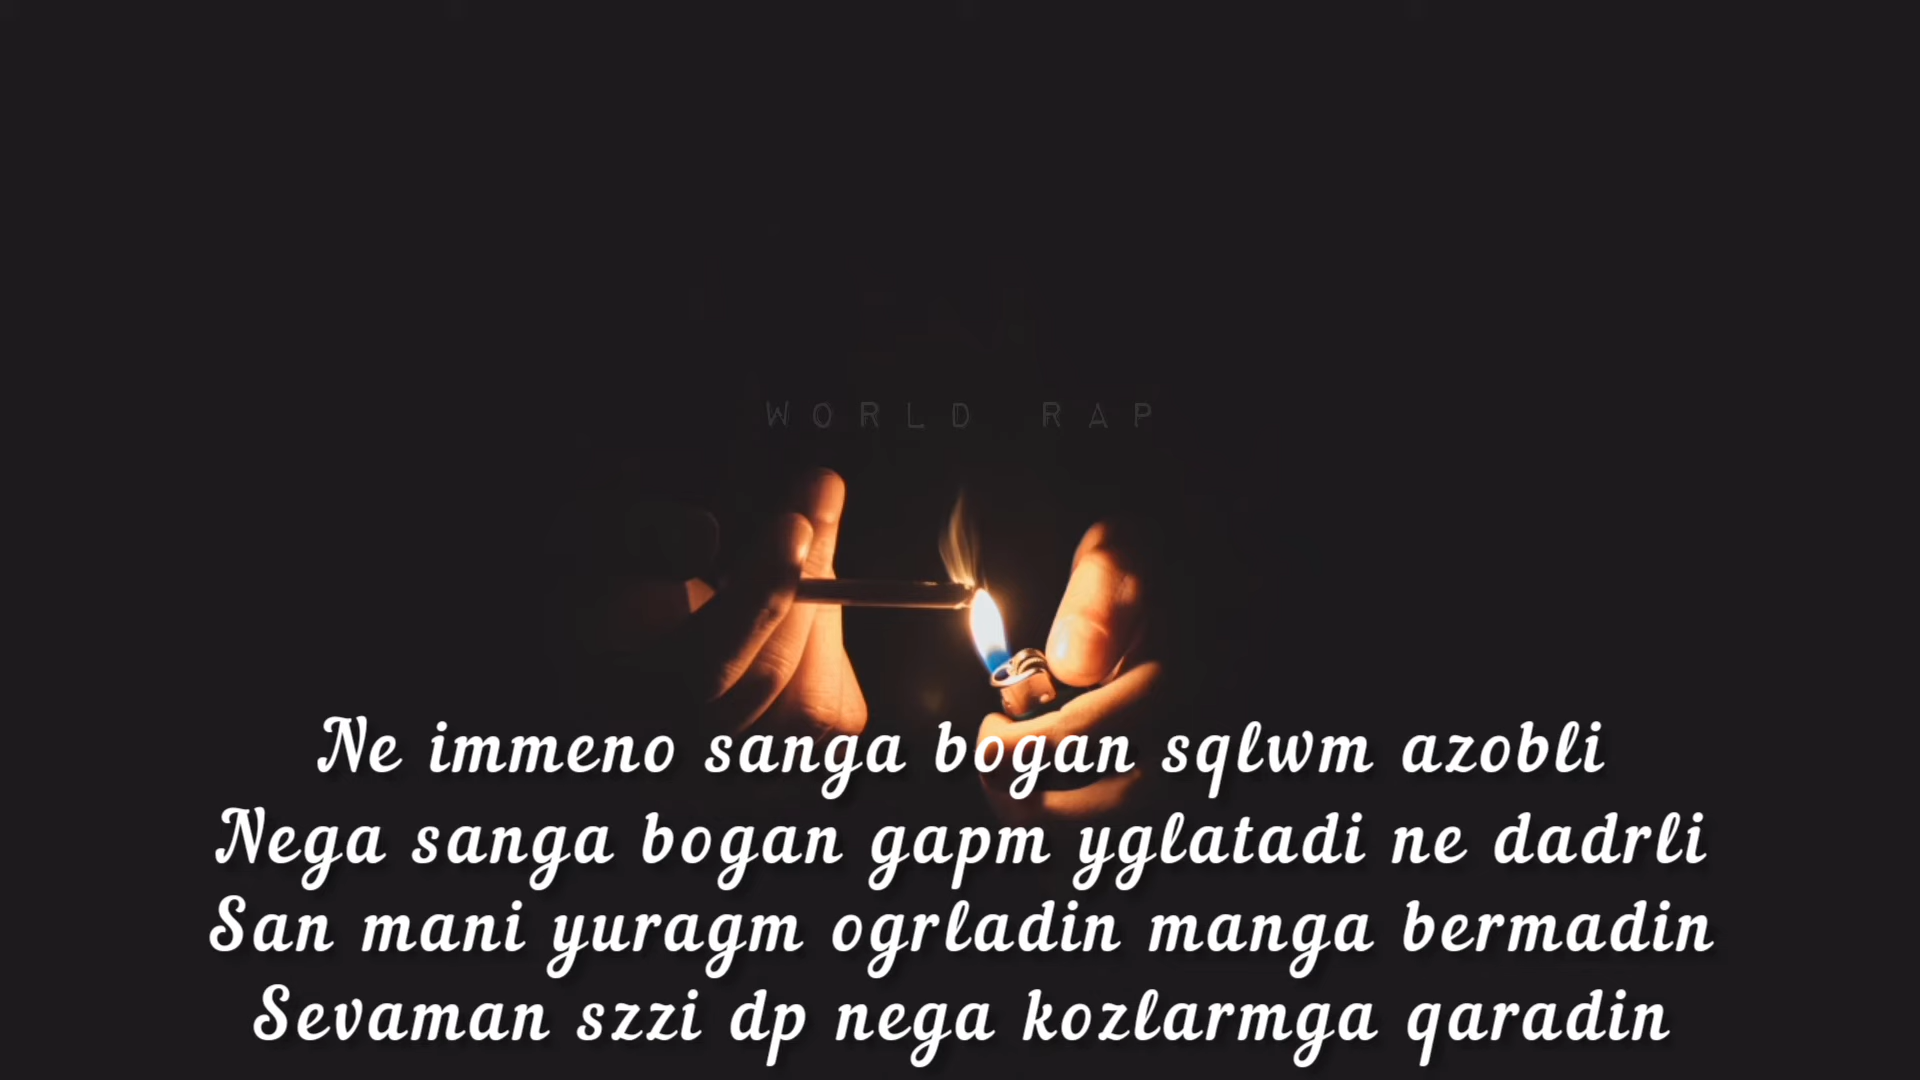 WORLD RAP
Ne immeno sanga bogan sqlwm azobli
Nega sanga bogan gapm yglatadi ne dadrli
San mani yuragm ogrladin manga bermadin
Sevaman szzi dp nega kozlarmga qaradin